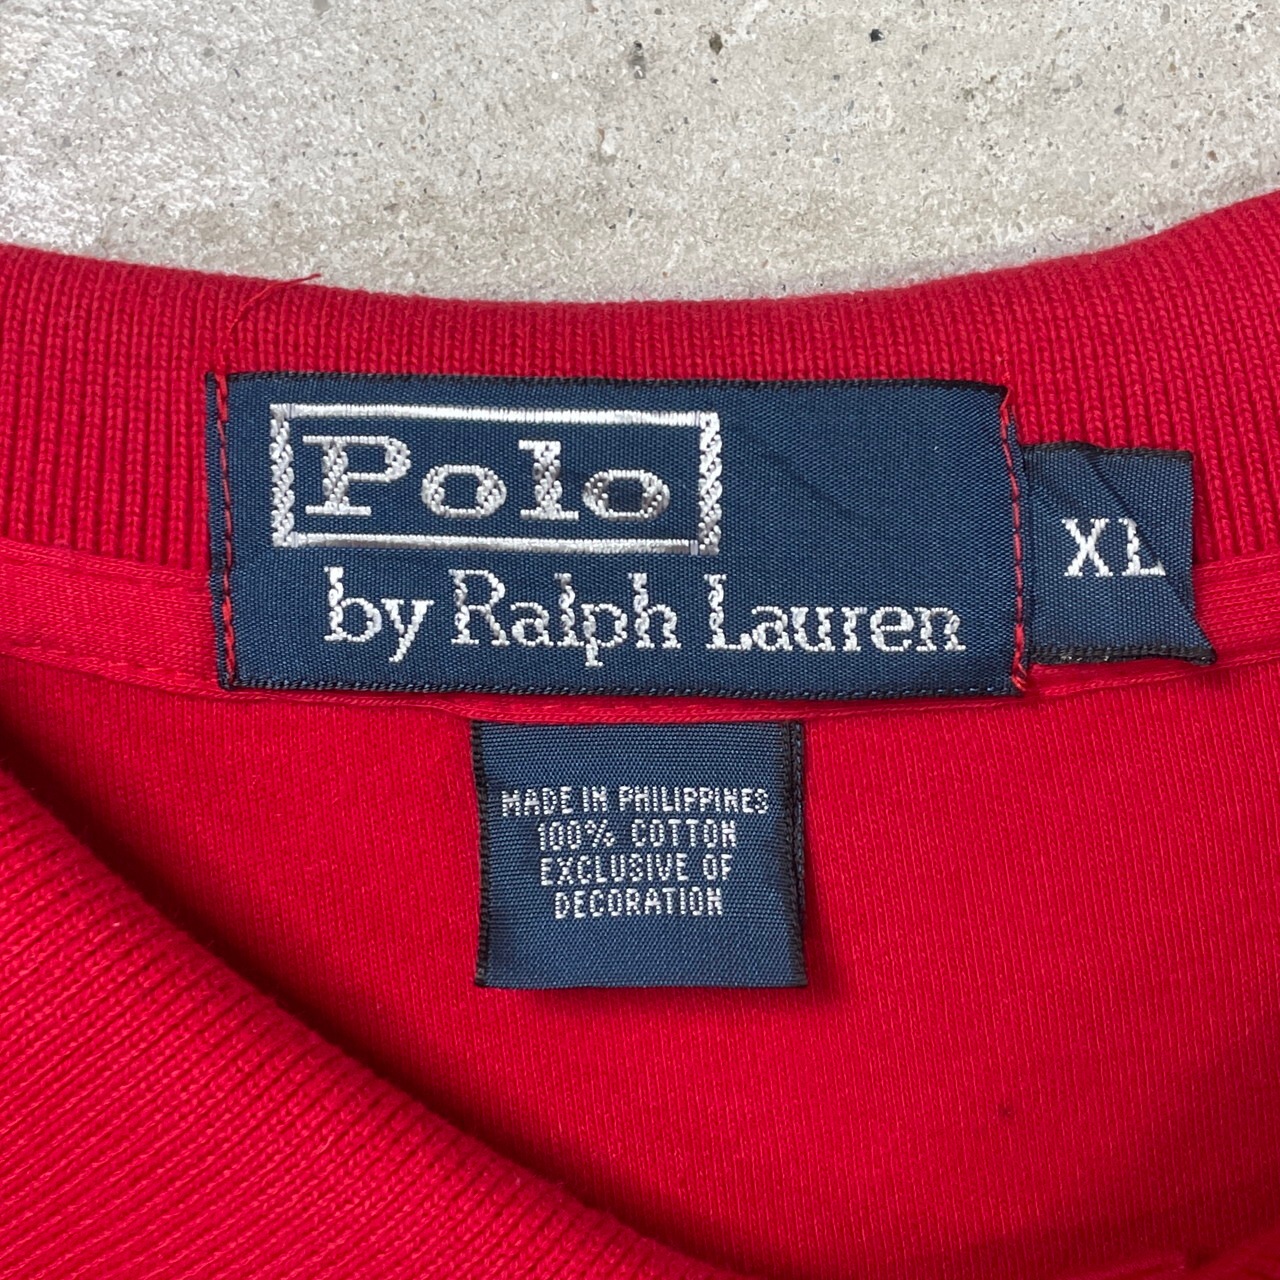 Polo
by Ralph Lauren
XL
MADE IN PHILIPPINES
100% COTTON
EXCLUSIVE OF
DECORATION